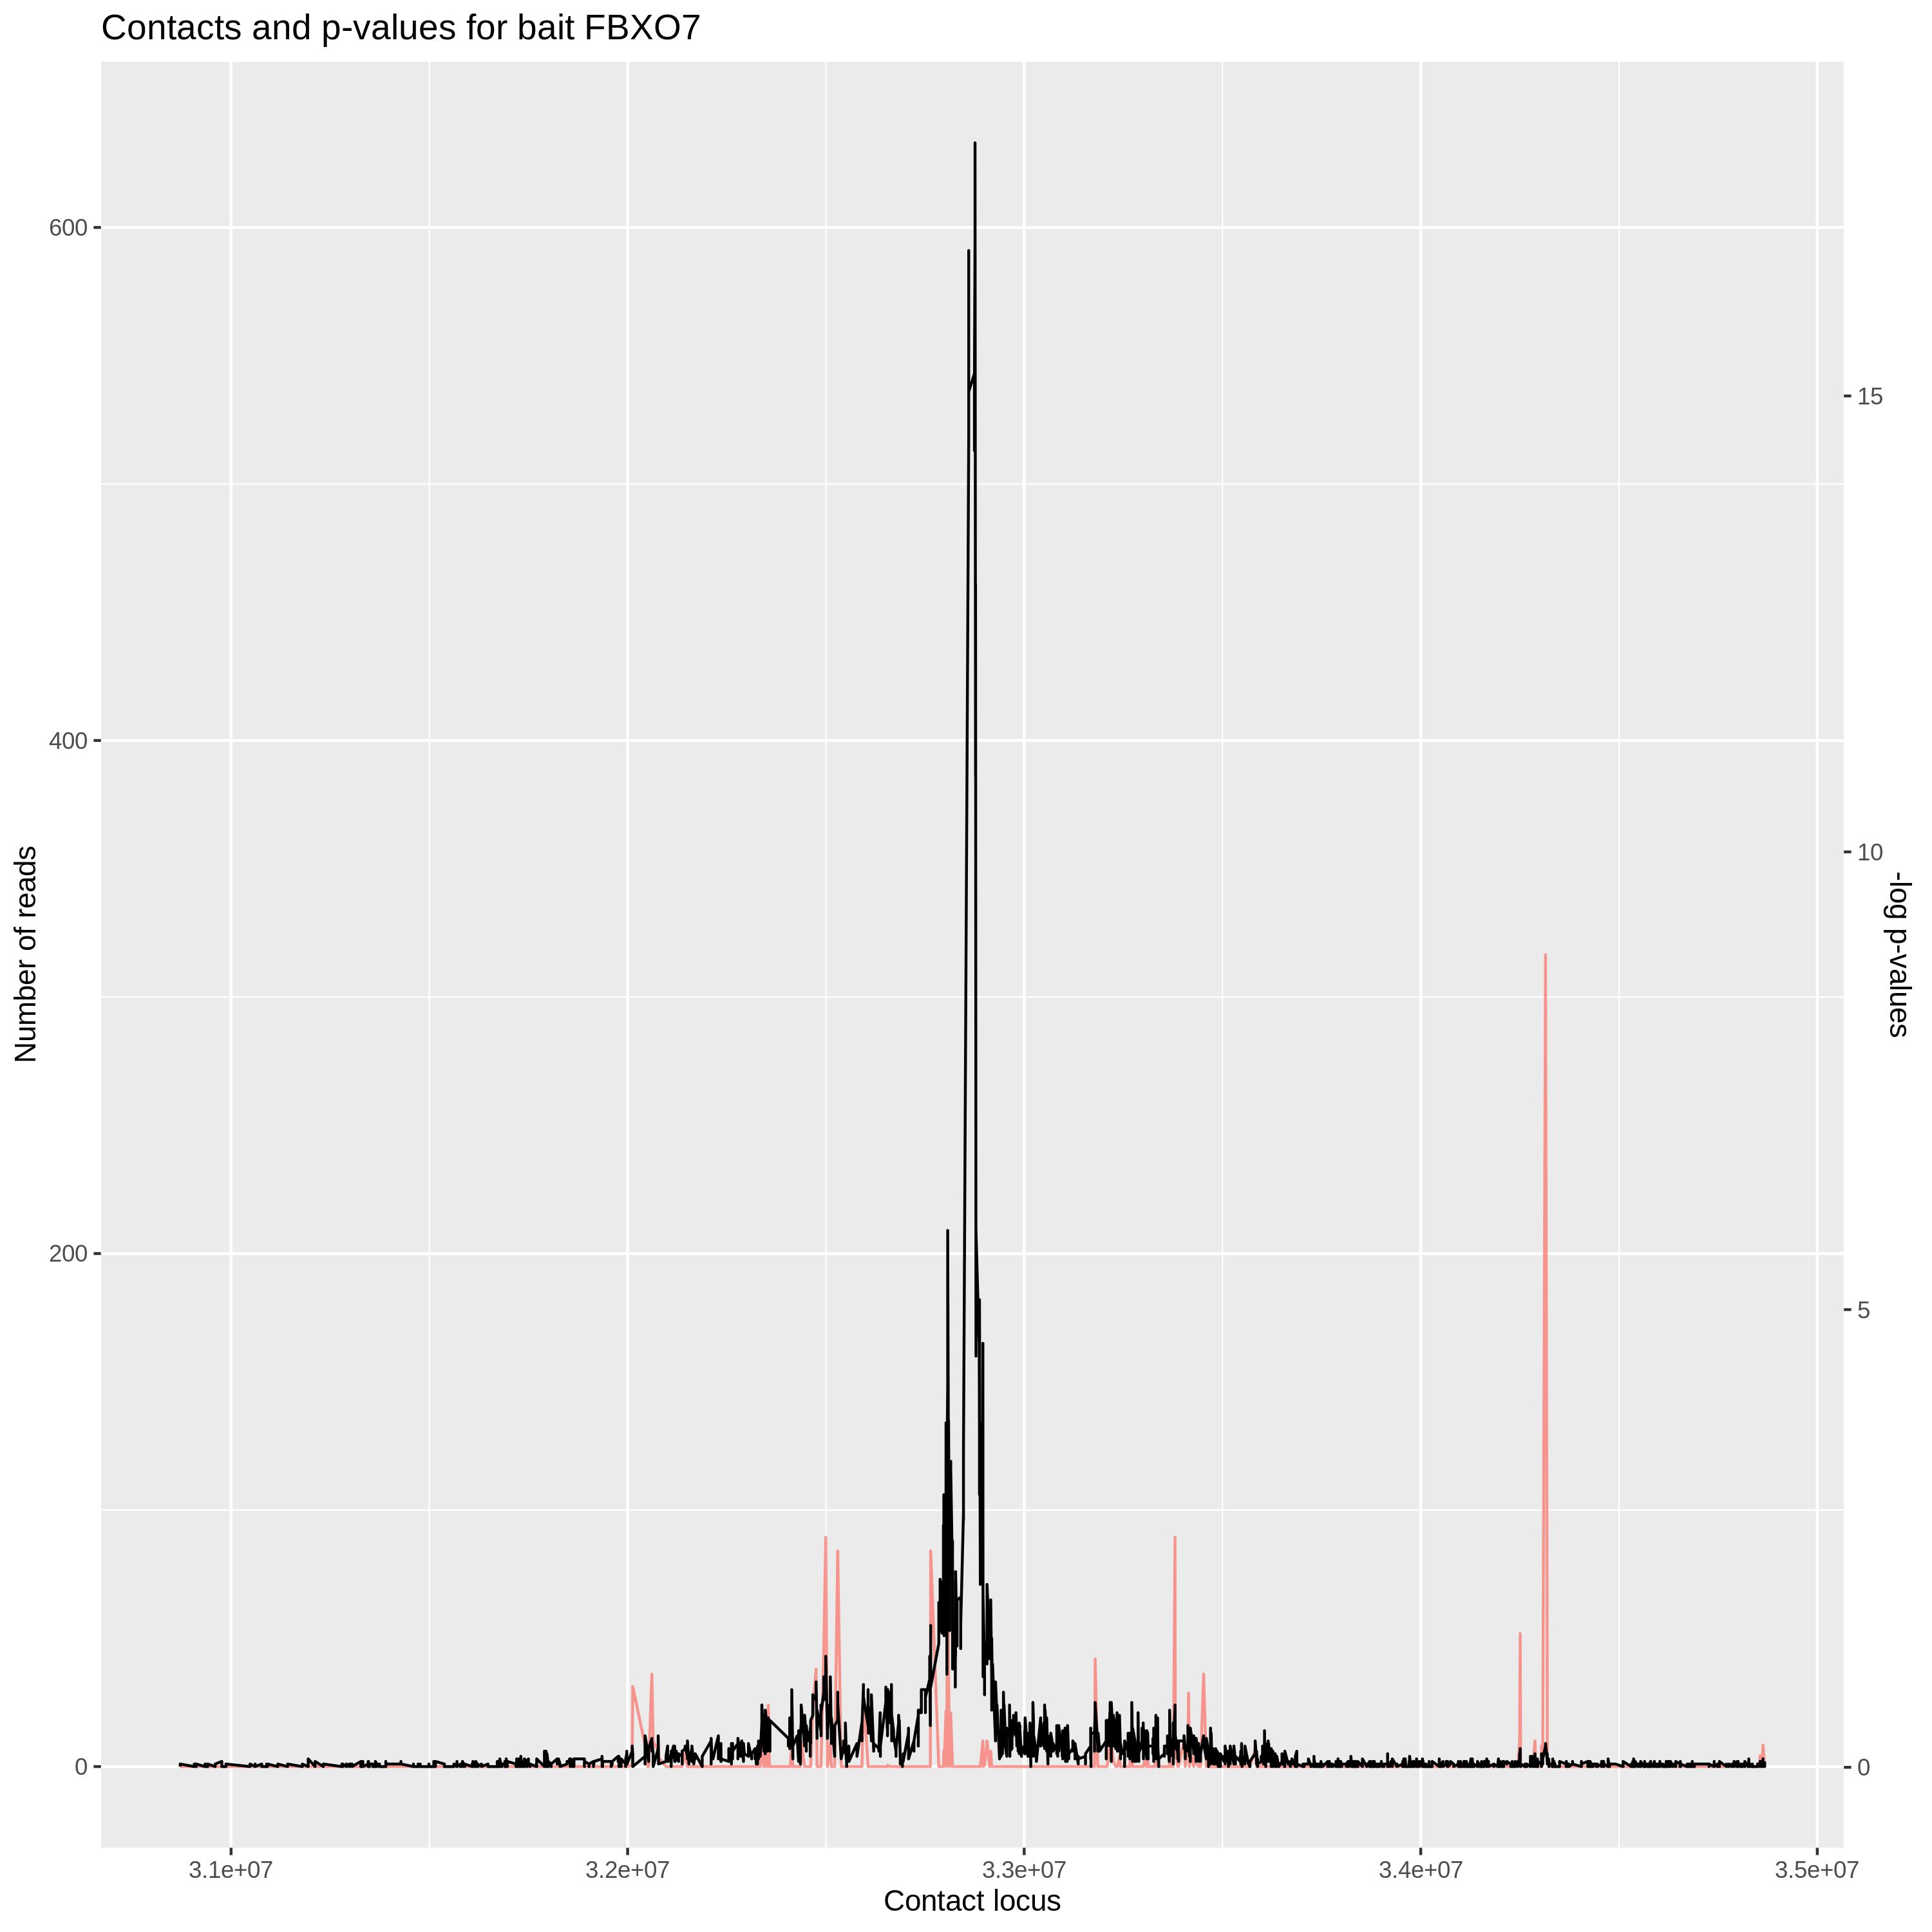 Contacts and p-values for bait FBXO7
600
400
200
0
Number of reads
15
10
5
0
-log p-values
3.1e+07
3.2e+07
3.3e+07
3.4e+07
3.5e+07
Contact locus